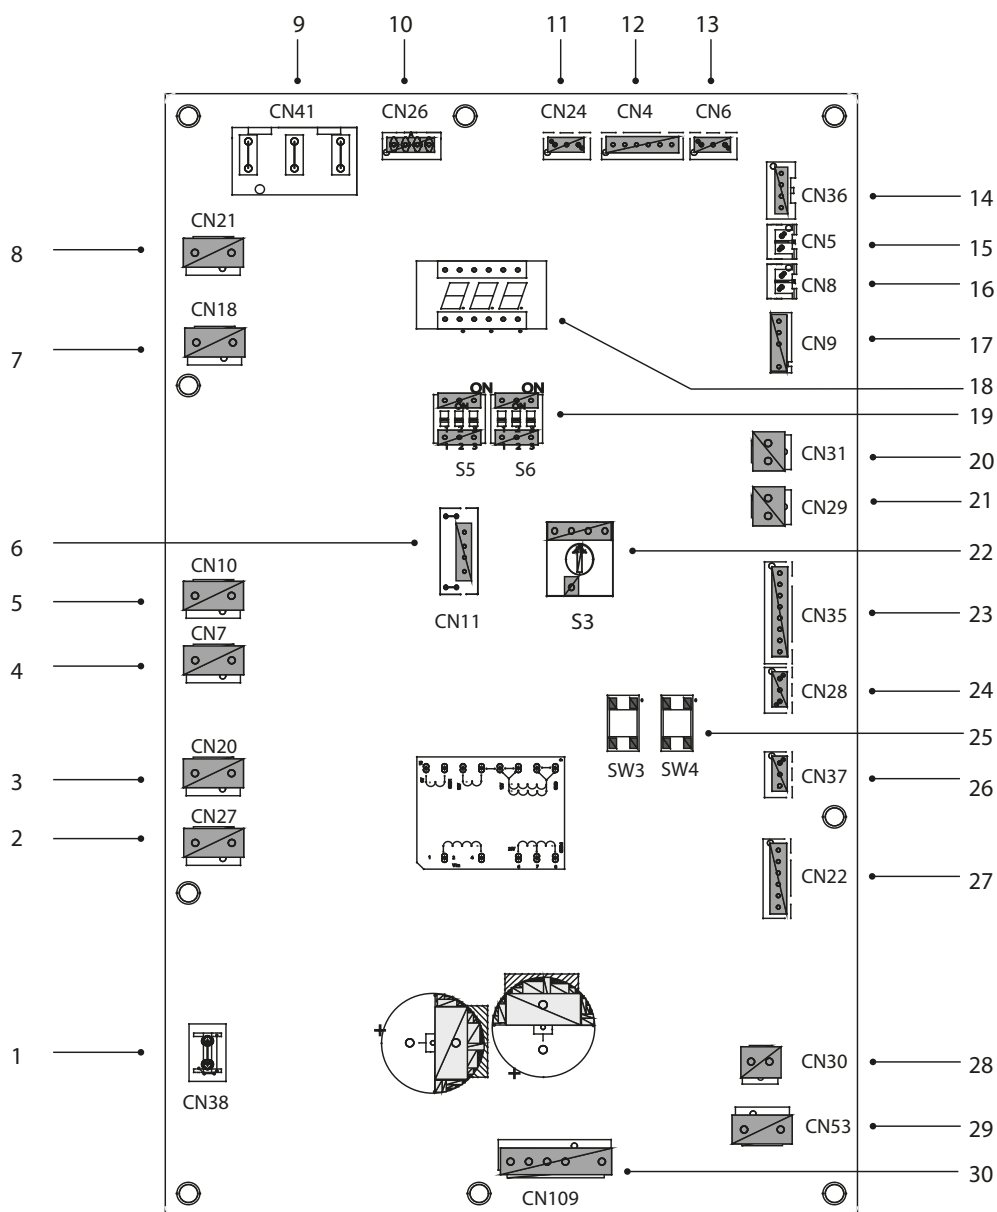 9 10 11 12 13
CN41 CN26 CN24 CN4 CN6
CN36 14
CN21
8 CN5 15
CN8 16
CN18
7 CN9 17
18
ON ON
19
1 2 3 1 2 3
S5 S6
CN31 20
CN29 21
6 22
CN10
5 CN11 S3 CN35 23
CN7
4 CN28 24
25
SW3 SW4
CN20
3 CN37 26
CN27
2
CN22 27
1 CN30 28
CN38
CN53 29
30
CN109